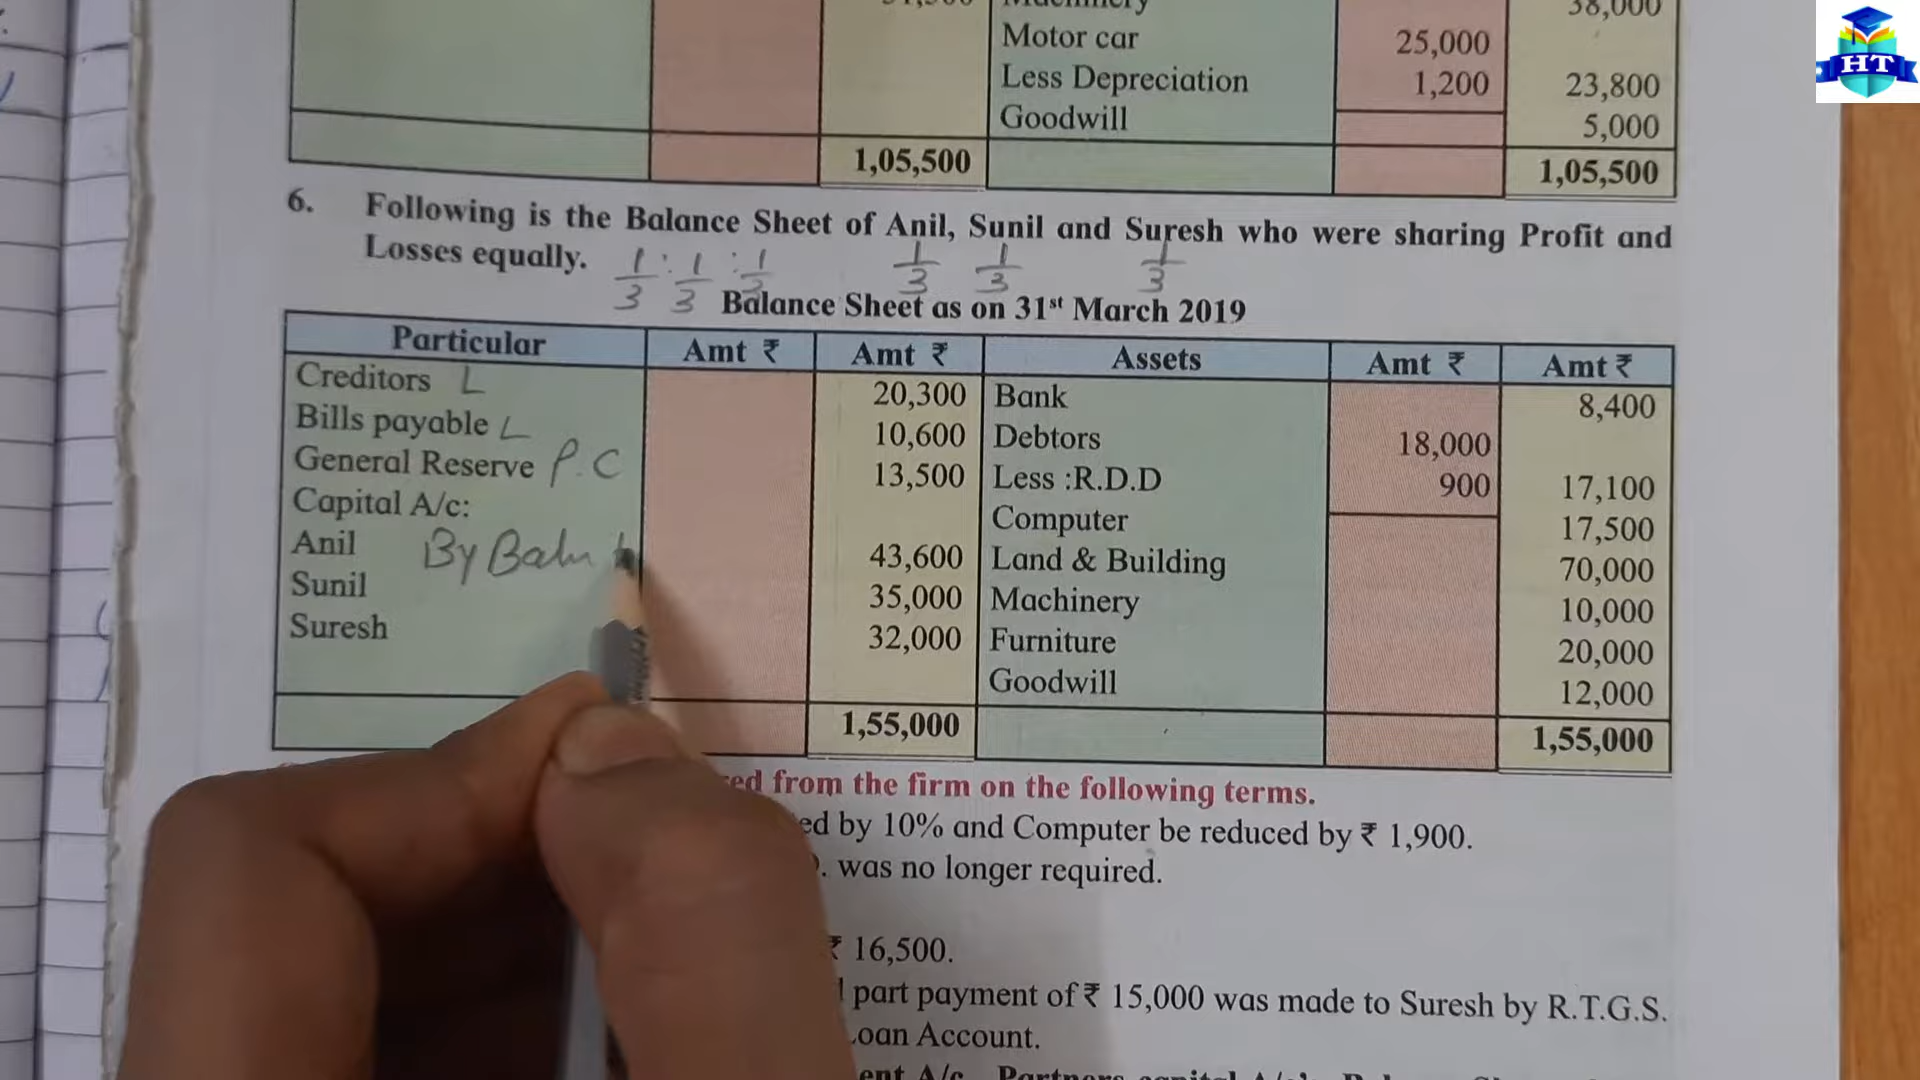 Motor car 25,000
Less Depreciation 1,200 23,800
Goodwill 5,000
1,05,500 1,05,500
HT
6. Following is the Balance Sheet of Anil, Sunil and Suresh who were sharing Profit and
Losses equally. 1/3 : 1/3 : 1/3 1/3 1/3 1/3
Balance Sheet as on 31st March 2019
Particular Amt ₹ Amt ₹ Assets Amt ₹ Amt ₹
Creditors L 20,300 Bank 8,400
Bills payable L 10,600 Debtors 18,000
General Reserve P.C 13,500 Less :R.D.D 900 17,100
Capital A/c: Computer 17,500
Anil By Baln 43,600 Land & Building 70,000
Sunil 35,000 Machinery 10,000
Suresh 32,000 Furniture 20,000
Goodwill 12,000
1,55,000 1,55,000
from the firm on the following terms.
by 10% and Computer be reduced by ₹ 1,900.
was no longer required.
₹ 16,500.
part payment of ₹ 15,000 was made to Suresh by R.T.G.S.
Account.